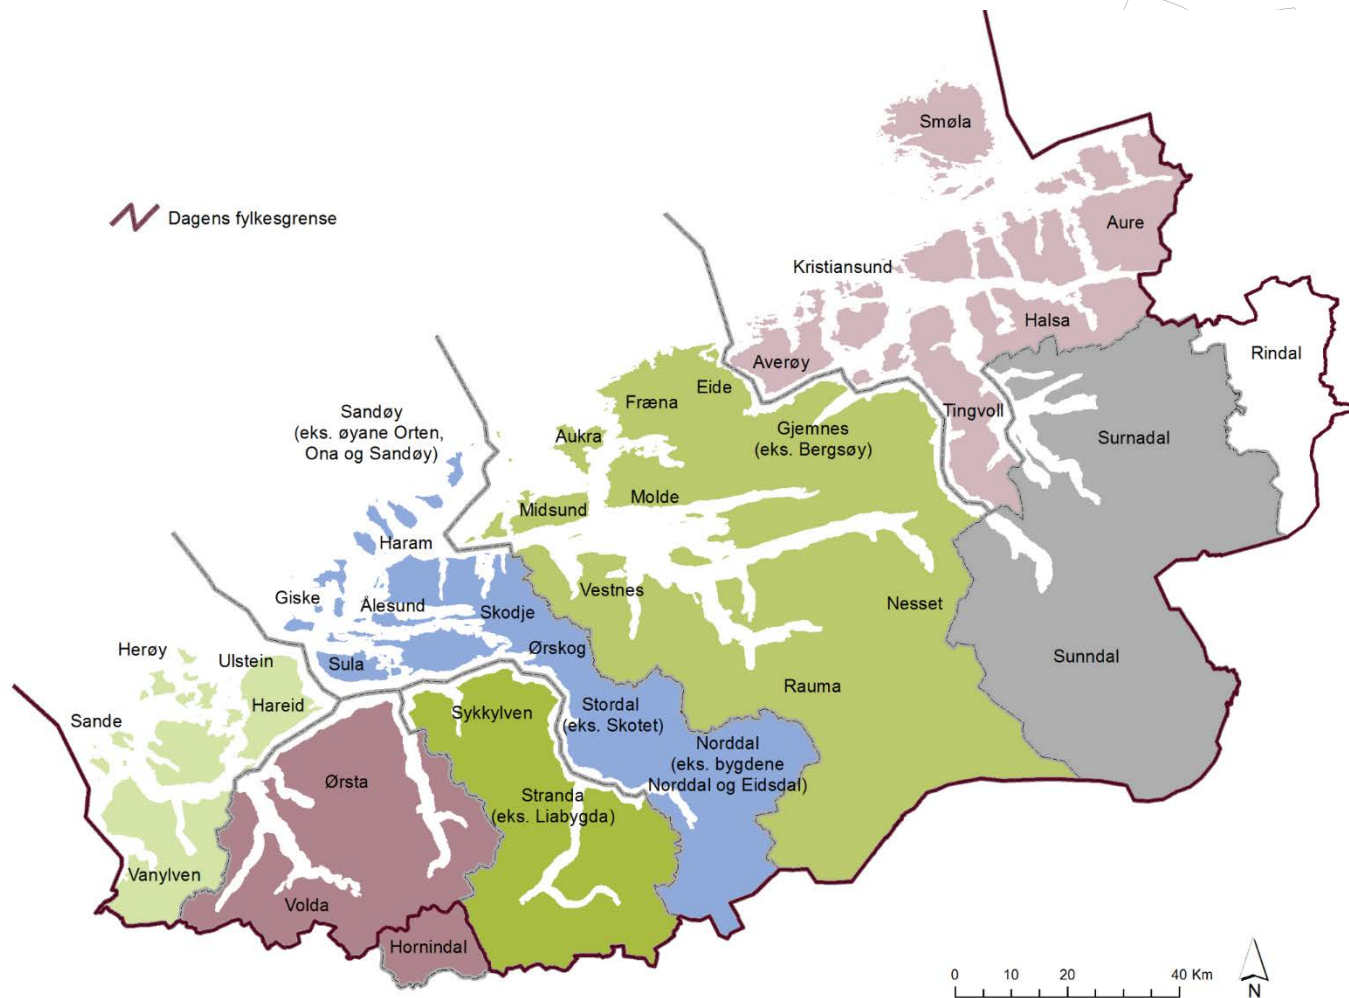 Smøla
Dagens fylkesgrense
Aure
Kristiansund
Halsa
Rindal
Averøy
Eide
Fræna
Tingvoll
Sandøy
(eks. øyane Orten,
Ona og Sandøy)
Aukra
Gjemnes
(eks. Bergsøy)
Surnadal
Molde
Midsund
Haram
Vestnes
Giske
Ålesund
Skodje
Nesset
Herøy
Ulstein
Sula
Ørskog
Sunndal
Hareid
Rauma
Sande
Sykkylven
Stordal
(eks. Skotet)
Norddal
(eks. bygdene
Norddal og Eidsdal)
Ørsta
Stranda
(eks. Liabygda)
Vanylven
Volda
Hornindal
0 10 20 40 Km
N